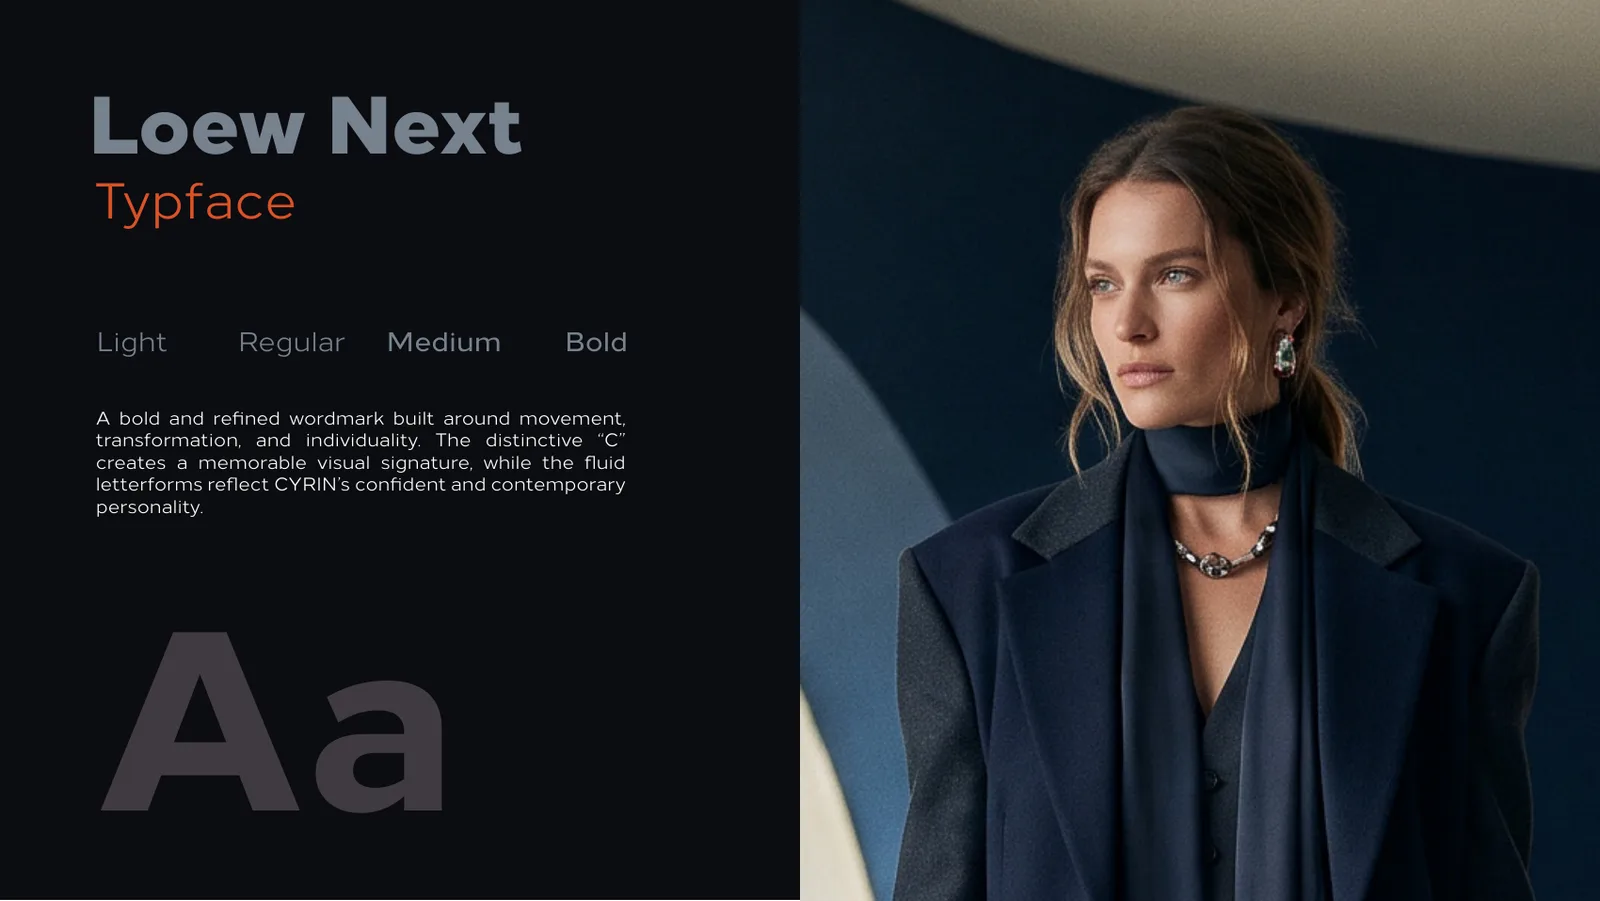 Loew Next
Typface
Light Regular Medium Bold
A bold and refined wordmark built around movement,
transformation, and individuality. The distinctive “C”
creates a memorable visual signature, while the fluid
letterforms reflect CYRIN’s confident and contemporary
personality.
Aa